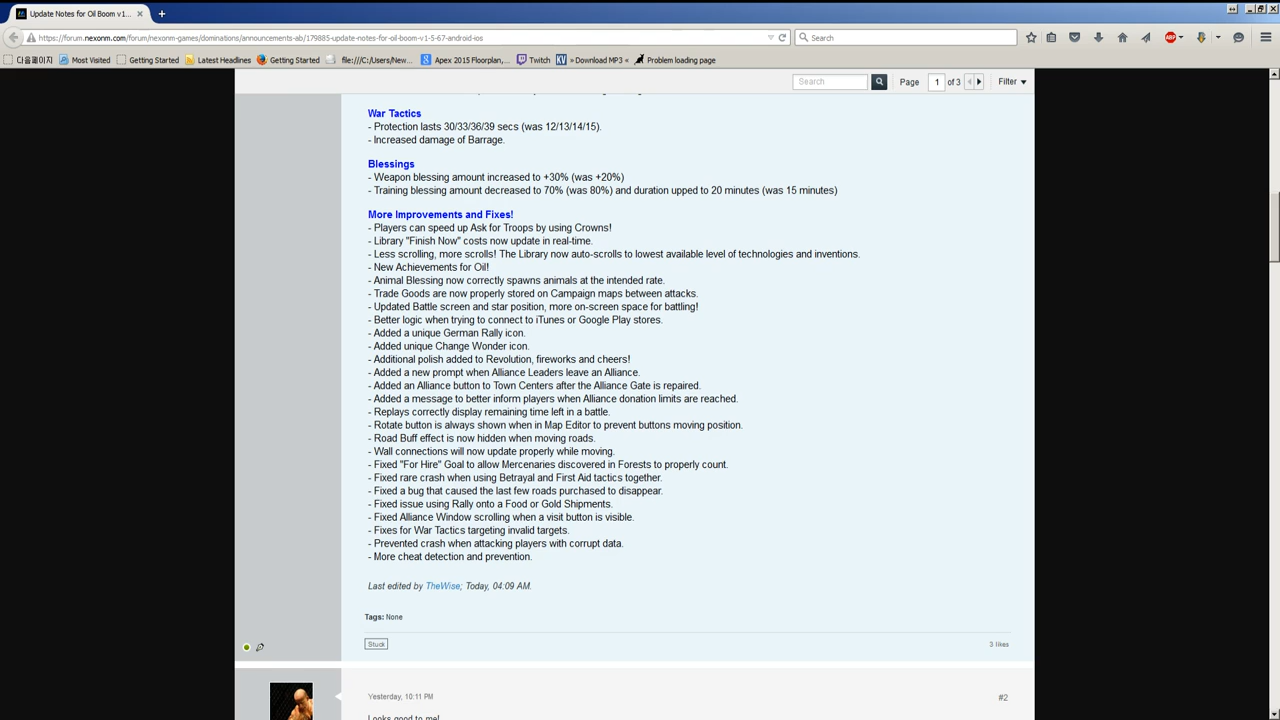 Update Notes for Oil Boom v1...
https://forum.nexonm.com/forum/nexonm-games/dominations/announcements-ab/179885-update-notes-for-oil-boom-v1-5-67-android-ios
Search
다음페이지 Most Visited Getting Started Latest Headlines Getting Started file:///C:/Users/New... Apex 2015 Floorplan,... Twitch » Download MP3 « Problem loading page
Search Page 1 of 3 Filter
War Tactics
- Protection lasts 30/33/36/39 secs (was 12/13/14/15).
- Increased damage of Barrage.
Blessings
- Weapon blessing amount increased to +30% (was +20%)
- Training blessing amount decreased to 70% (was 80%) and duration upped to 20 minutes (was 15 minutes)
More Improvements and Fixes!
- Players can speed up Ask for Troops by using Crowns!
- Library "Finish Now" costs now update in real-time.
- Less scrolling, more scrolls! The Library now auto-scrolls to lowest available level of technologies and inventions.
- New Achievements for Oil!
- Animal Blessing now correctly spawns animals at the intended rate.
- Trade Goods are now properly stored on Campaign maps between attacks.
- Updated Battle screen and star position, more on-screen space for battling!
- Better logic when trying to connect to iTunes or Google Play stores.
- Added a unique German Rally icon.
- Added unique Change Wonder icon.
- Additional polish added to Revolution, fireworks and cheers!
- Added a new prompt when Alliance Leaders leave an Alliance.
- Added an Alliance button to Town Centers after the Alliance Gate is repaired.
- Added a message to better inform players when Alliance donation limits are reached.
- Replays correctly display remaining time left in a battle.
- Rotate button is always shown when in Map Editor to prevent buttons moving position.
- Road Buff effect is now hidden when moving roads.
- Wall connections will now update properly while moving.
- Fixed "For Hire" Goal to allow Mercenaries discovered in Forests to properly count.
- Fixed rare crash when using Betrayal and First Aid tactics together.
- Fixed a bug that caused the last few roads purchased to disappear.
- Fixed issue using Rally onto a Food or Gold Shipments.
- Fixed Alliance Window scrolling when a visit button is visible.
- Fixes for War Tactics targeting invalid targets.
- Prevented crash when attacking players with corrupt data.
- More cheat detection and prevention.
Last edited by TheWise; Today, 04:09 AM.
Tags: None
Stuck
3 likes
Yesterday, 10:11 PM
#2
Looks good to me!